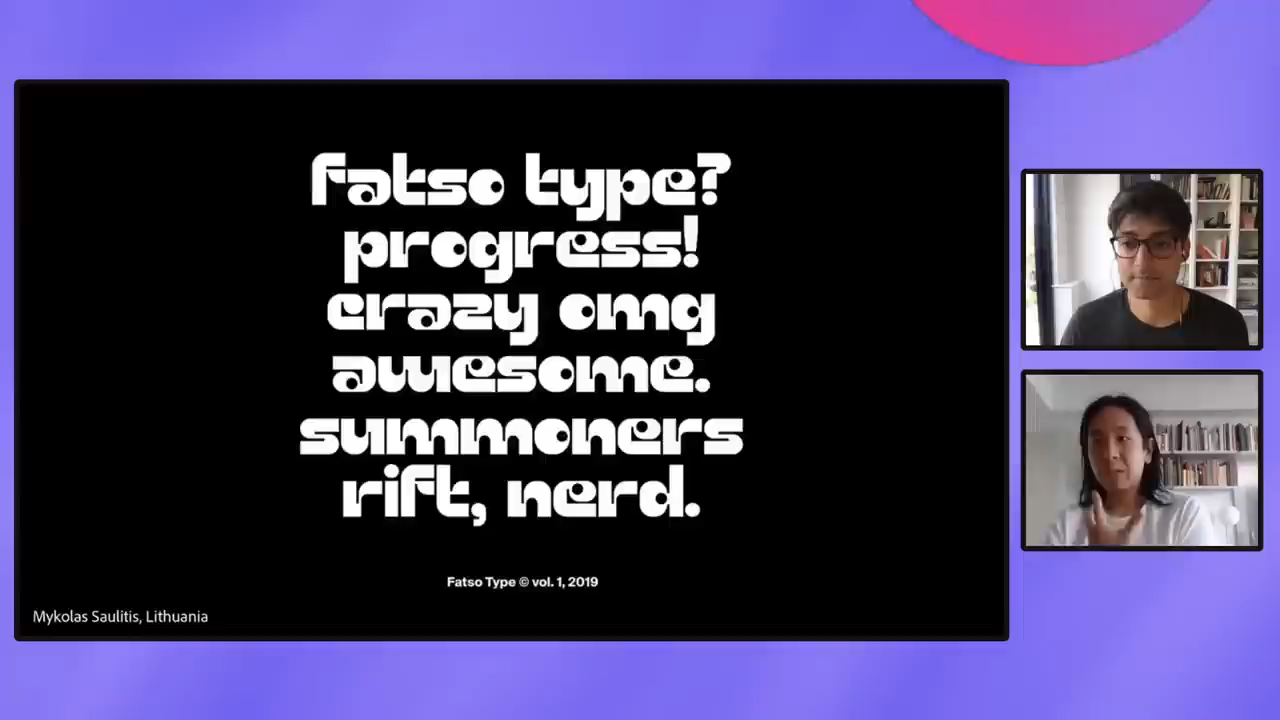 fatso type?
progress!
crazy omg
awesome.
summoners
rift, nerd.
Fatso Type © vol. 1, 2019
Mykolas Saulitis, Lithuania